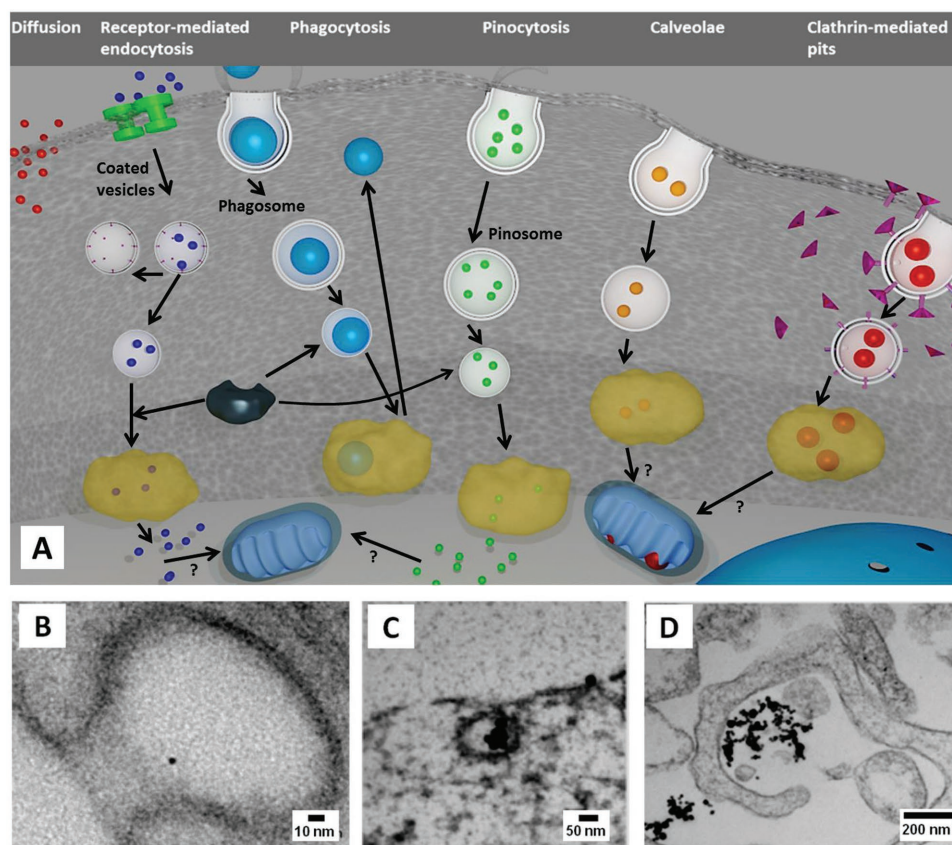 Diffusion
Receptor-mediated
endocytosis
Phagocytosis
Pinocytosis
Calveolae
Clathrin-mediated
pits
Coated
vesicles
Phagosome
Pinosome
?
?
?
?
A
B
10 nm
C
50 nm
D
200 nm